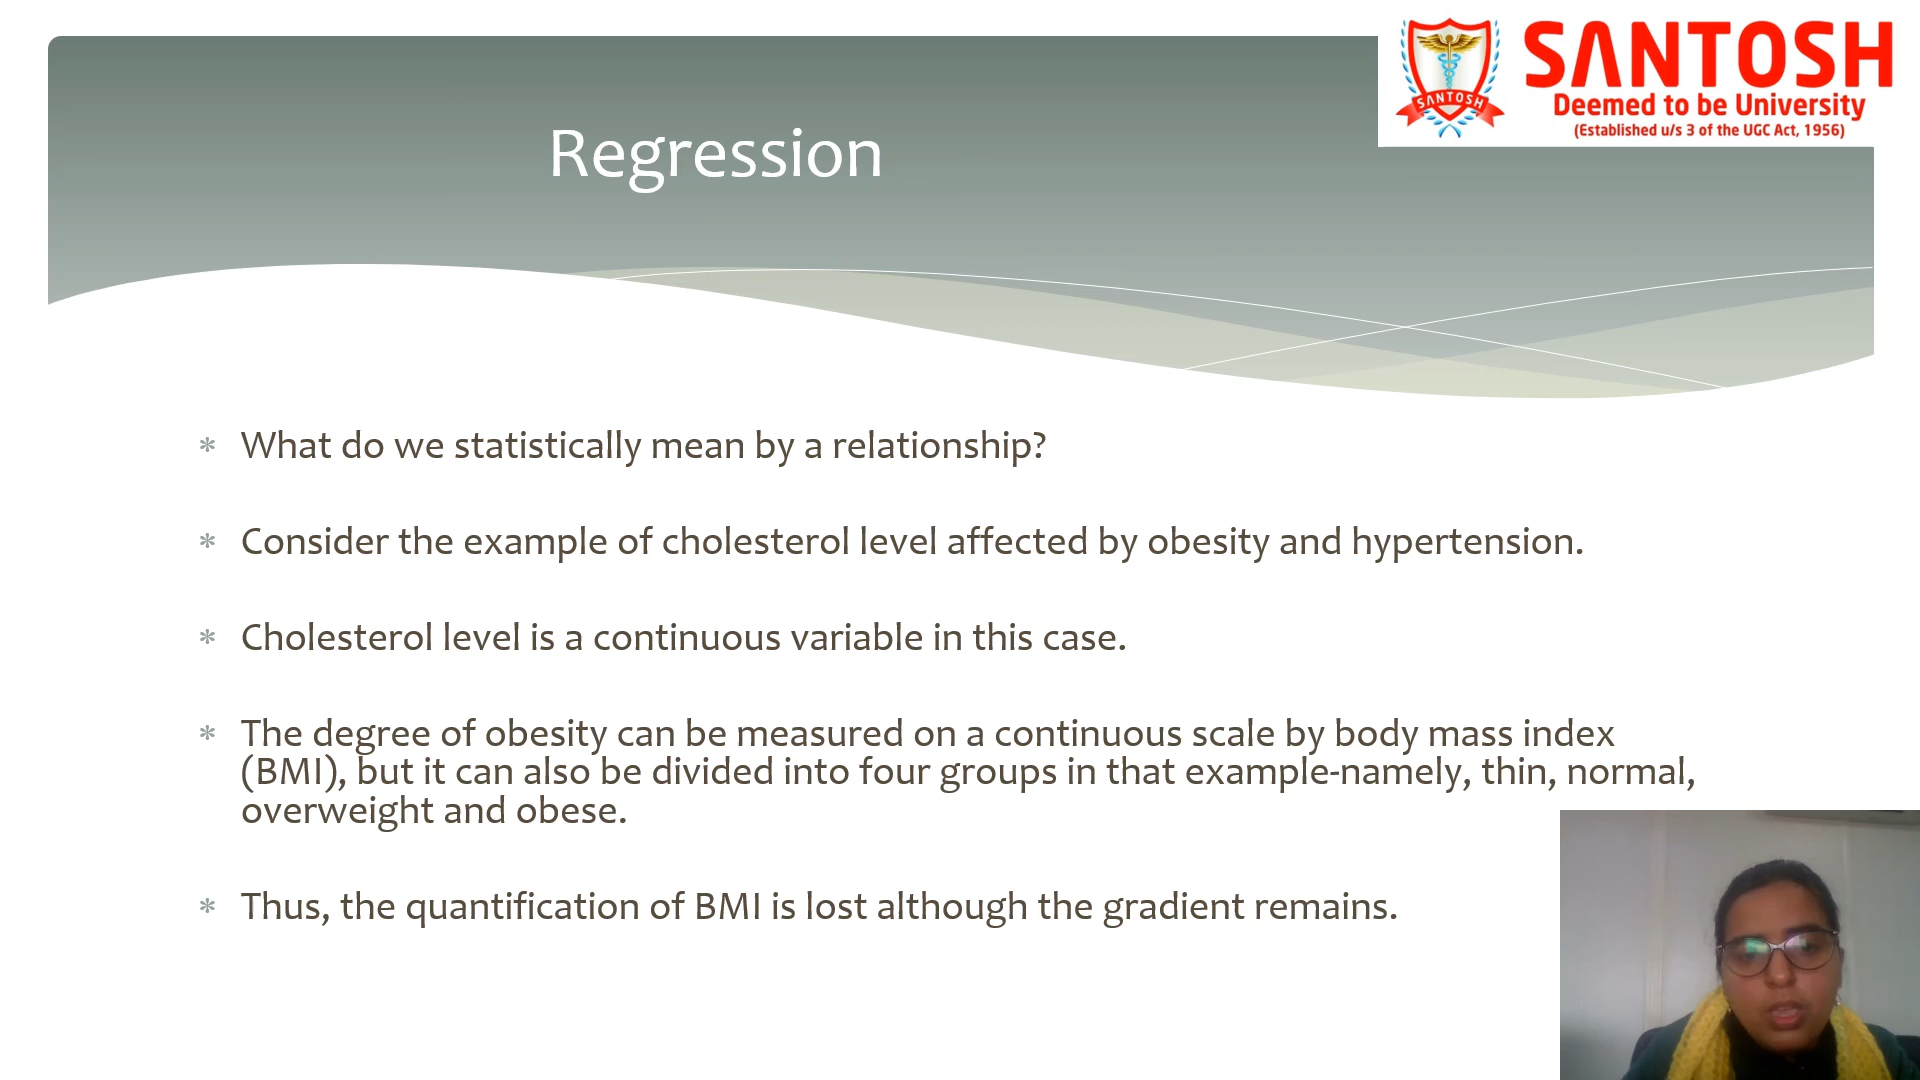 SANTOSH
SANTOSH
Deemed to be University
(Established u/s 3 of the UGC Act, 1956)
Regression
* What do we statistically mean by a relationship?
* Consider the example of cholesterol level affected by obesity and hypertension.
* Cholesterol level is a continuous variable in this case.
* The degree of obesity can be measured on a continuous scale by body mass index
(BMI), but it can also be divided into four groups in that example-namely, thin, normal,
overweight and obese.
* Thus, the quantification of BMI is lost although the gradient remains.